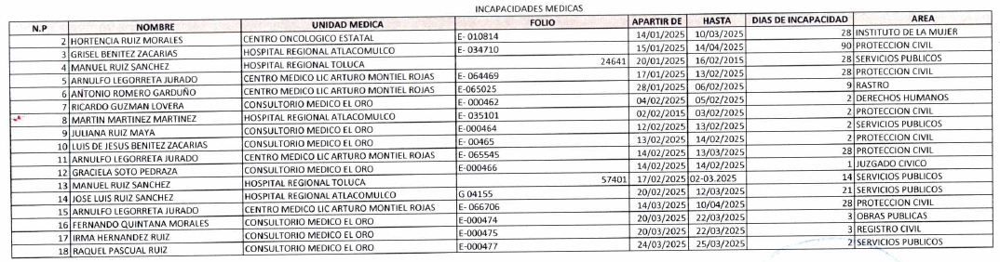 INCAPACIDADES MEDICAS
N.P NOMBRE UNIDAD MEDICA FOLIO APARTIR DE HASTA DIAS DE INCAPACIDAD AREA
2 HORTENCIA RUIZ MORALES CENTRO ONCOLOGICO ESTATAL E- 010814 14/01/2025 10/03/2025 28 INSTITUTO DE LA MUJER
3 GRISEL BENITEZ ZACARIAS HOSPITAL REGIONAL ATLACOMULCO E- 034710 15/01/2025 14/04/2025 90 PROTECCION CIVIL
4 MANUEL RUIZ SANCHEZ HOSPITAL REGIONAL TOLUCA 24641 20/01/2025 16/02/2015 28 SERVICIOS PUBLICOS
5 ARNULFO LEGORRETA JURADO CENTRO MEDICO LIC ARTURO MONTIEL ROJAS E- 064469 17/01/2025 13/02/2025 28 PROTECCION CIVIL
6 ANTONIO ROMERO GARDUÑO CENTRO MEDICO LIC ARTURO MONTIEL ROJAS E-065025 28/01/2025 06/02/2025 9 RASTRO
7 RICARDO GUZMAN LOVERA CONSULTORIO MEDICO EL ORO E- 000462 04/02/2025 05/02/2025 2 DERECHOS HUMANOS
8 MARTIN MARTINEZ MARTINEZ HOSPITAL REGIONAL ATLACOMULCO E- 035101 02/02/2015 03/02/2025 2 PROTECCION CIVIL
9 JULIANA RUIZ MAYA CONSULTORIO MEDICO EL ORO E-000464 12/02/2025 13/02/2025 2 SERVICIOS PUBLICOS
10 LUIS DE JESUS BENITEZ ZACARIAS CONSULTORIO MEDICO EL ORO E- 00465 13/02/2025 14/02/2025 2 PROTECCION CIVIL
11 ARNULFO LEGORRETA JURADO CENTRO MEDICO LIC ARTURO MONTIEL ROJAS E- 065545 14/02/2025 13/03/2025 28 PROTECCION CIVIL
12 GRACIELA SOTO PEDRAZA CONSULTORIO MEDICO EL ORO E-000466 14/02/2025 14/02/2025 1 JUZGADO CIVICO
13 MANUEL RUIZ SANCHEZ HOSPITAL REGIONAL TOLUCA 57401 17/02/2025 02-03.2025 14 SERVICIOS PUBLICOS
14 JOSE LUIS RUIZ SANCHEZ HOSPITAL REGIONAL ATLACOMULCO G 04155 20/02/2025 12/03/2025 21 SERVICIOS PUBLICOS
15 ARNULFO LEGORRETA JURADO CENTRO MEDICO LIC ARTURO MONTIEL ROJAS E- 066706 14/03/2025 10/04/2025 28 PROTECCION CIVIL
16 FERNANDO QUINTANA MORALES CONSULTORIO MEDICO EL ORO E-000474 20/03/2025 22/03/2025 3 OBRAS PUBLICAS
17 IRMA HERNANDEZ RUIZ CONSULTORIO MEDICO EL ORO E-000475 20/03/2025 22/03/2025 3 REGISTRO CIVIL
18 RAQUEL PASCUAL RUIZ CONSULTORIO MEDICO EL ORO E-000477 24/03/2025 25/03/2025 2 SERVICIOS PUBLICOS